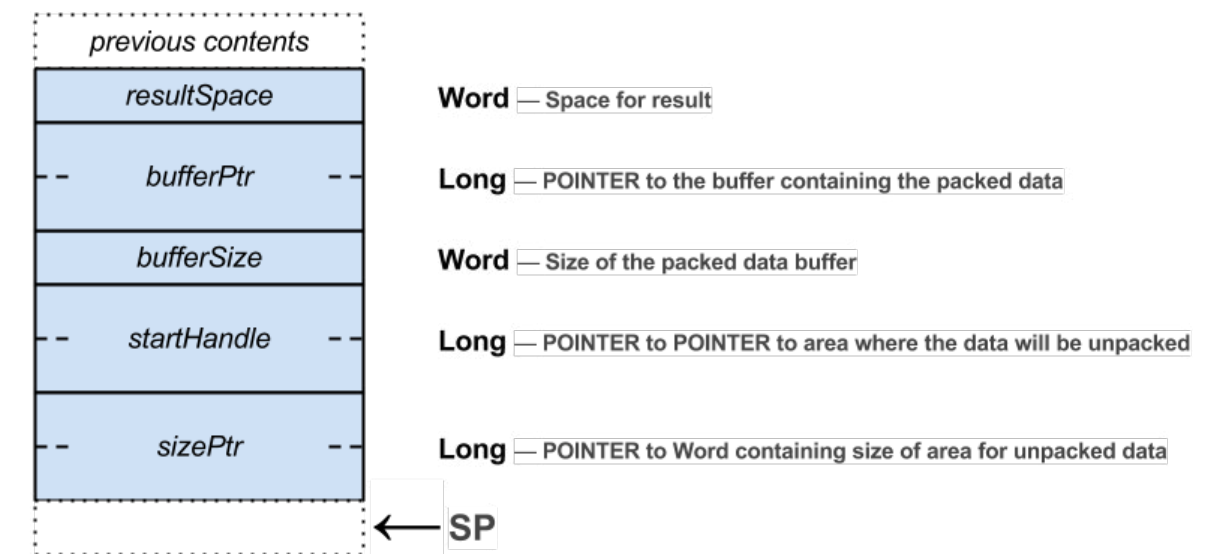 previous contents
resultSpace
Word — Space for result
bufferPtr
Long — POINTER to the buffer containing the packed data
bufferSize
Word — Size of the packed data buffer
startHandle
Long — POINTER to POINTER to area where the data will be unpacked
sizePtr
Long — POINTER to Word containing size of area for unpacked data
SP